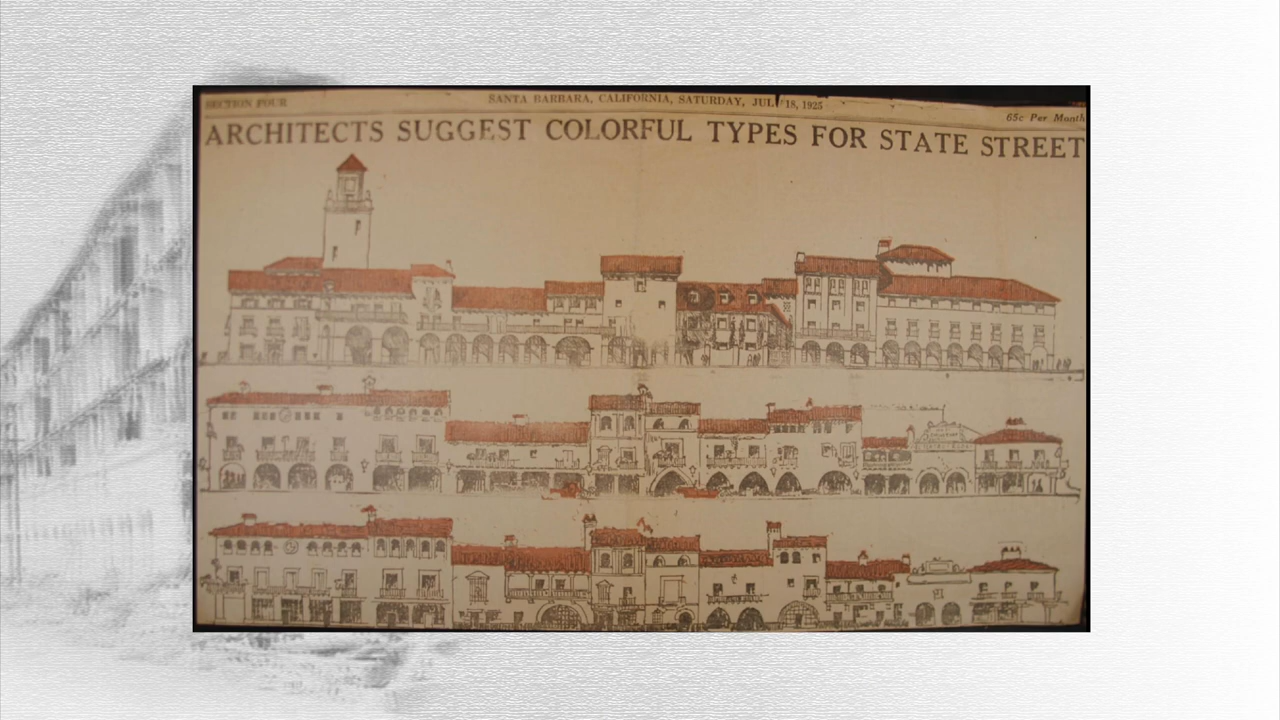 SECTION FOUR
SANTA BARBARA, CALIFORNIA, SATURDAY, JULY 18, 1925
65c Per Month
ARCHITECTS SUGGEST COLORFUL TYPES FOR STATE STREET